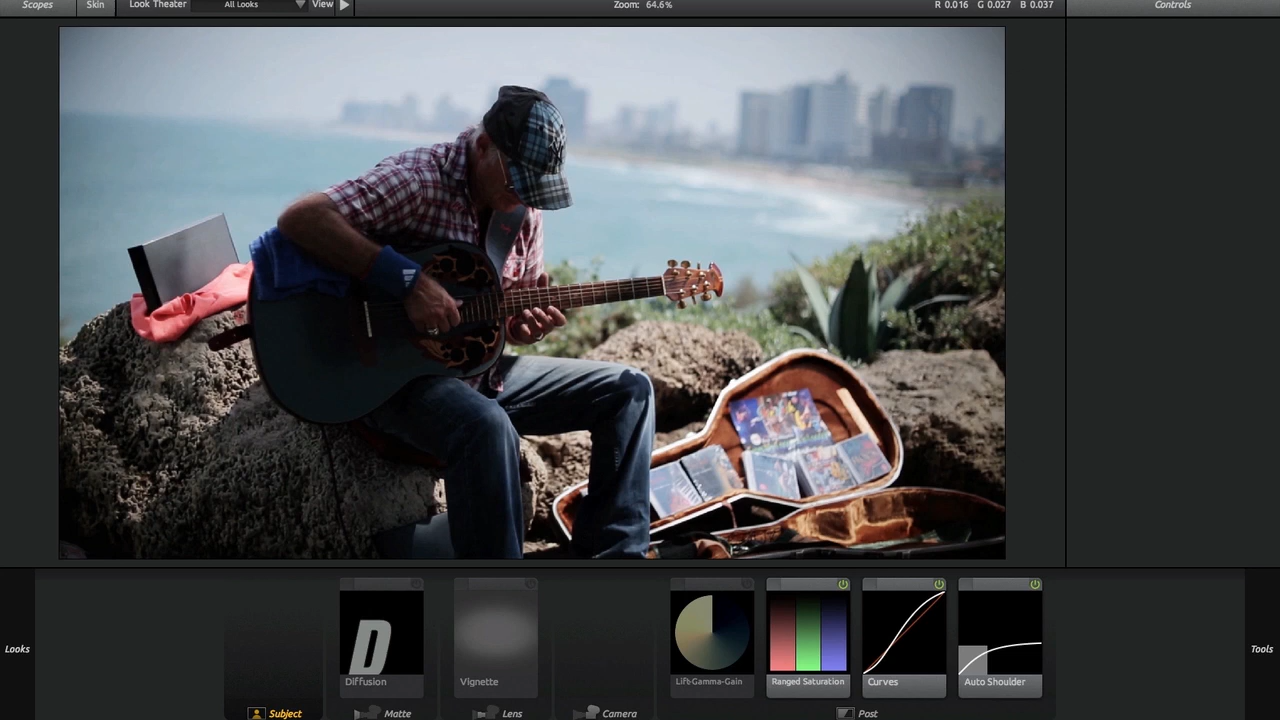 Scopes Skin Look Theater All Looks View Zoom: 64.6% R 0.016 G 0.027 B 0.037 Controls
Looks
D
Diffusion Vignette Lift-Gamma-Gain Ranged Saturation Curves Auto Shoulder
Tools
Subject Matte Lens Camera Post